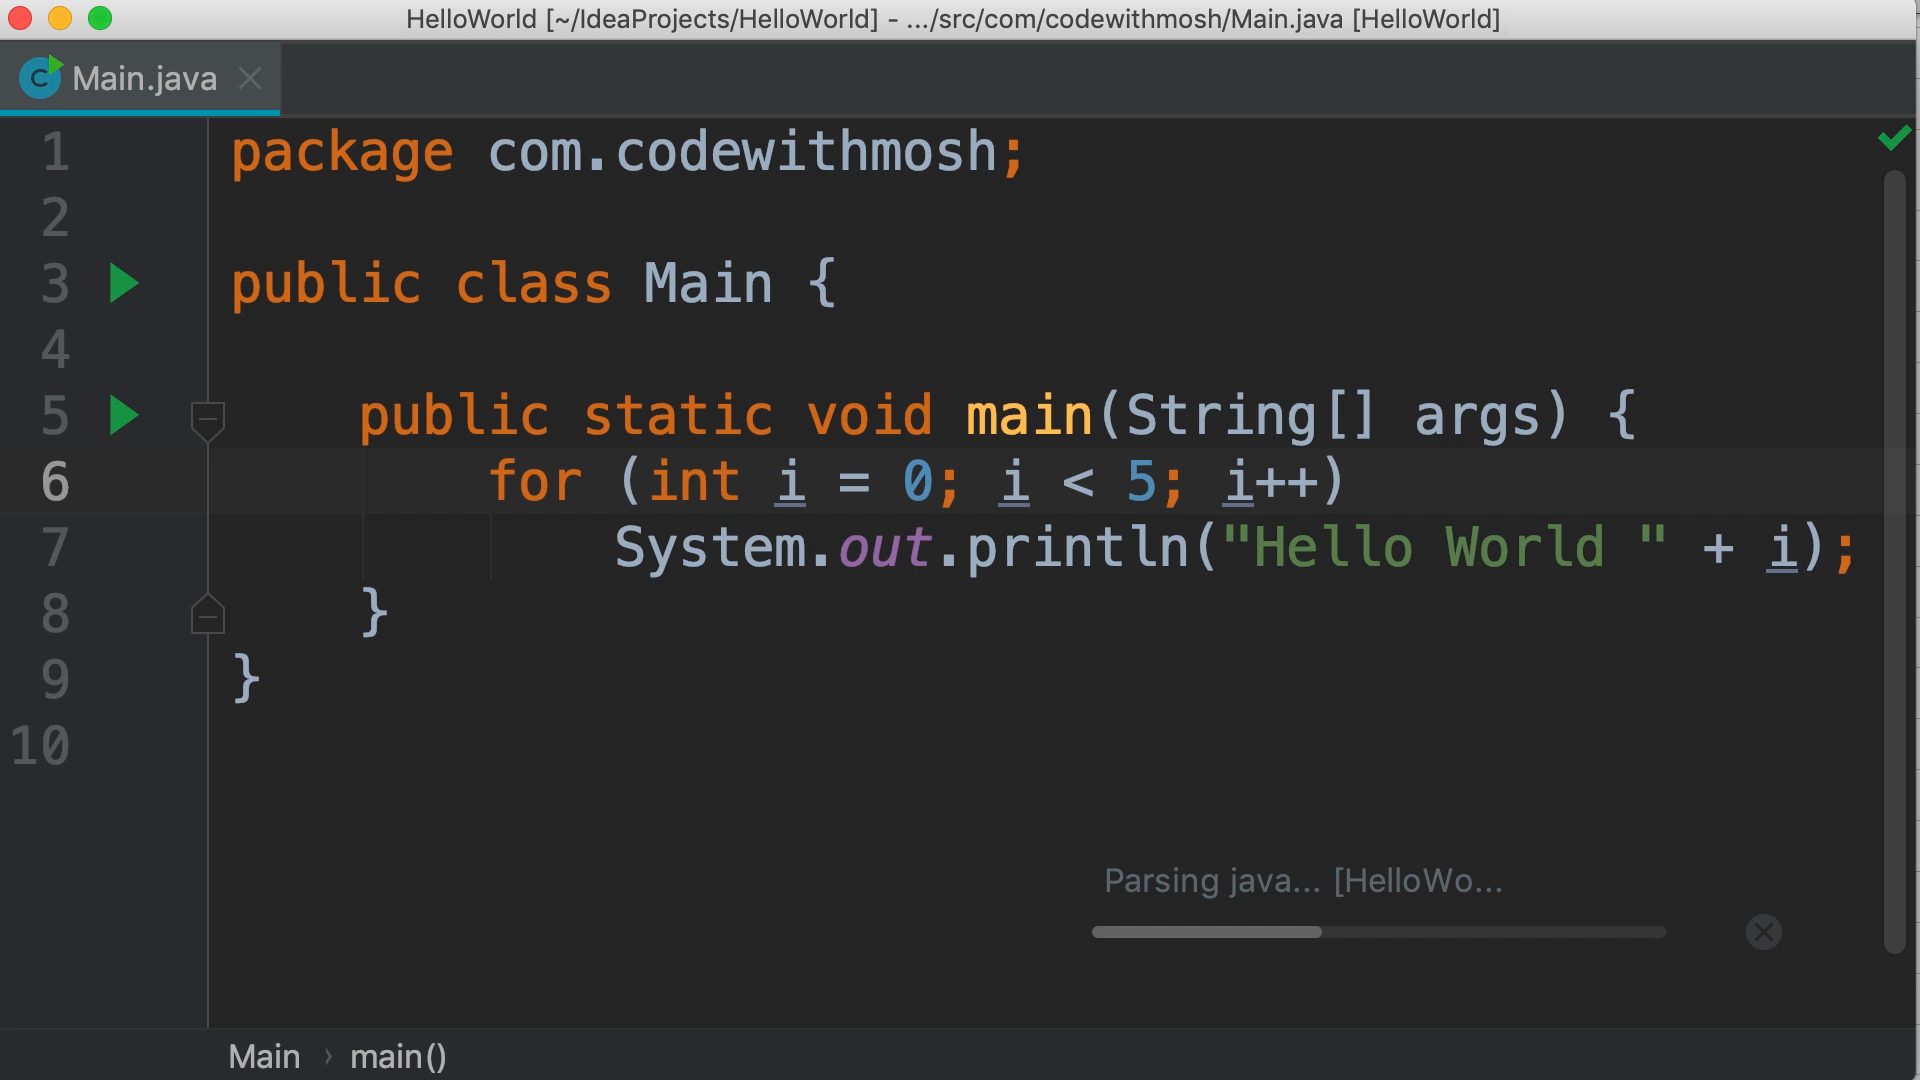 HelloWorld [~/IdeaProjects/HelloWorld] - .../src/com/codewithmosh/Main.java [HelloWorld]
C Main.java
1 package com.codewithmosh;
2
3 public class Main {
4
5     public static void main(String[] args) {
6         for (int i = 0; i < 5; i++)
7             System.out.println("Hello World " + i);
8     }
9 }
10
Parsing java... [HelloWo...
Main › main()